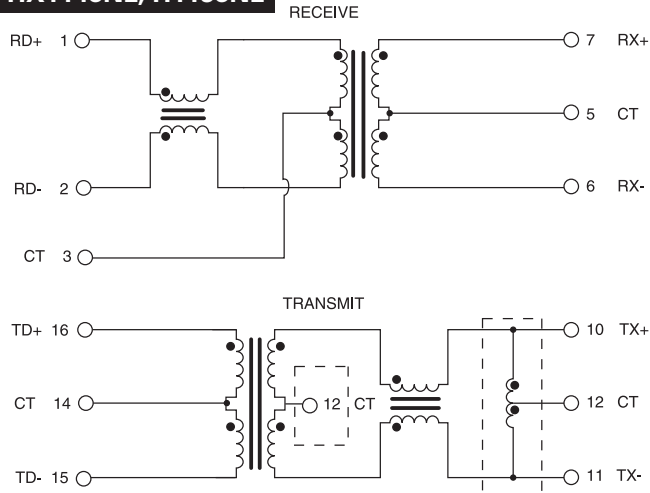 RECEIVE
RD+ 1
7 RX+
5 CT
RD- 2
6 RX-
CT 3
TRANSMIT
TD+ 16
10 TX+
CT 14
12 CT
12 CT
TD- 15
11 TX-